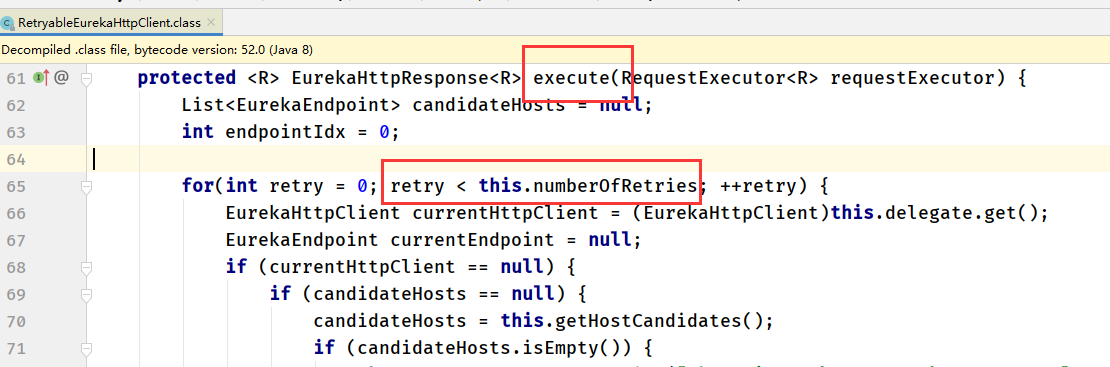 RetryableEurekaHttpClient.class
Decompiled .class file, bytecode version: 52.0 (Java 8)
61 protected <R> EurekaHttpResponse<R> execute(RequestExecutor<R> requestExecutor) {
62 List<EurekaEndpoint> candidateHosts = null;
63 int endpointIdx = 0;
64
65 for(int retry = 0; retry < this.numberOfRetries; ++retry) {
66 EurekaHttpClient currentHttpClient = (EurekaHttpClient)this.delegate.get();
67 EurekaEndpoint currentEndpoint = null;
68 if (currentHttpClient == null) {
69 if (candidateHosts == null) {
70 candidateHosts = this.getHostCandidates();
71 if (candidateHosts.isEmpty()) {